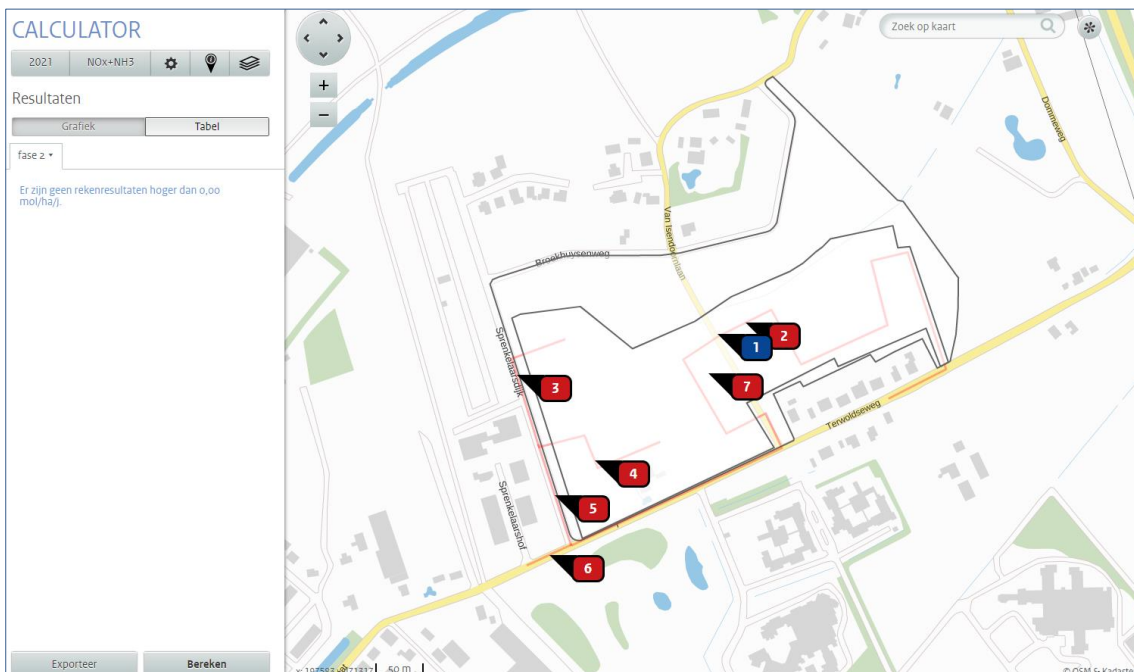 CALCULATOR
2021
NOx+NH3
Resultaten
Grafiek
Tabel
fase 2
Er zijn geen rekenresultaten hoger dan 0,00
mol/ha/j.
Exporteer
Bereken
Zoek op kaart
Dommeweg
Van Isendoornlaan
Broekhuysenweg
Sprenkelaarsdijk
1
2
3
7
Terwoldseweg
4
Sprenkelaarshof
5
6
50 m
© OSM & Kadaster